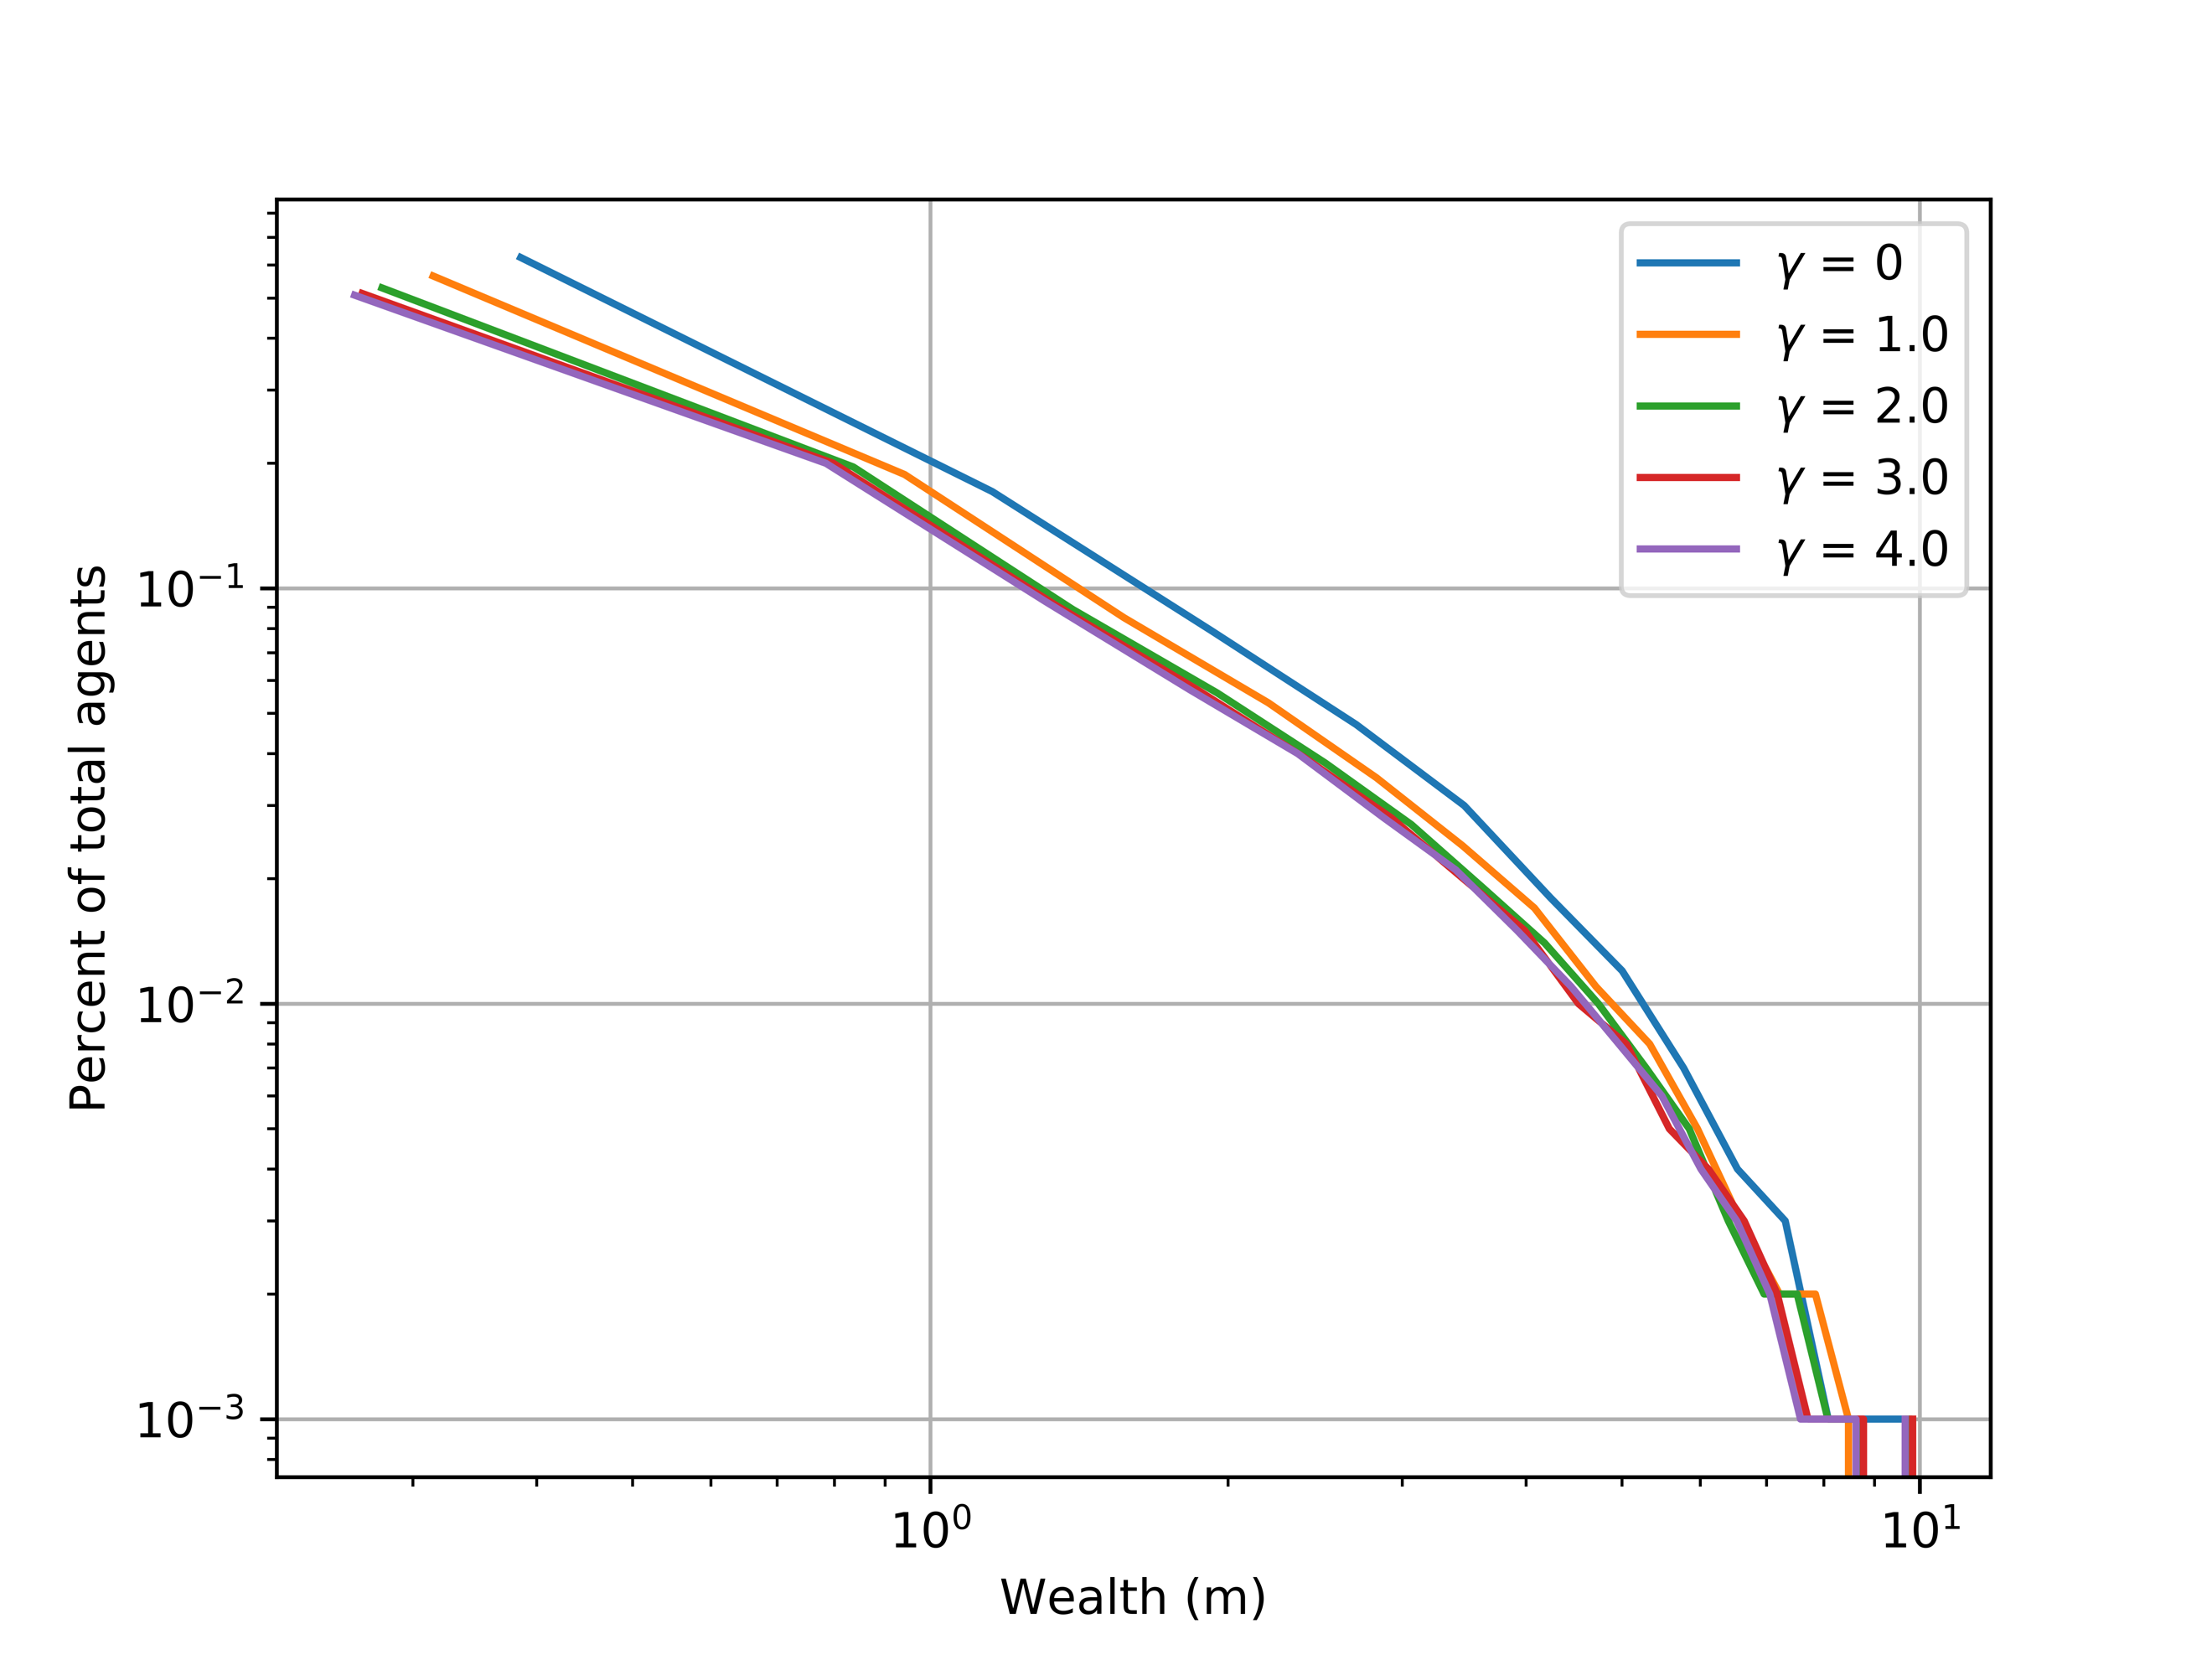 γ = 0
γ = 1.0
γ = 2.0
γ = 3.0
γ = 4.0
Percent of total agents
10⁻¹
10⁻²
10⁻³
10⁰
10¹
Wealth (m)